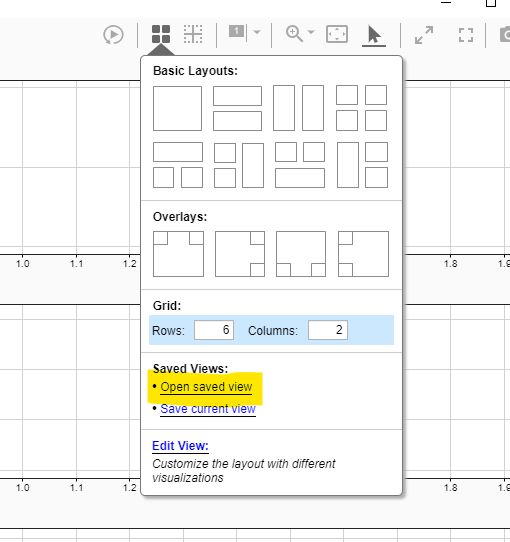 1
Basic Layouts:
Overlays:
1.0 1.1 1.2 1.8 1.9
Grid:
Rows: 6 Columns: 2
Saved Views:
• Open saved view
• Save current view
Edit View:
Customize the layout with different
visualizations
1.0 1.1 1.2 1.8 1.9